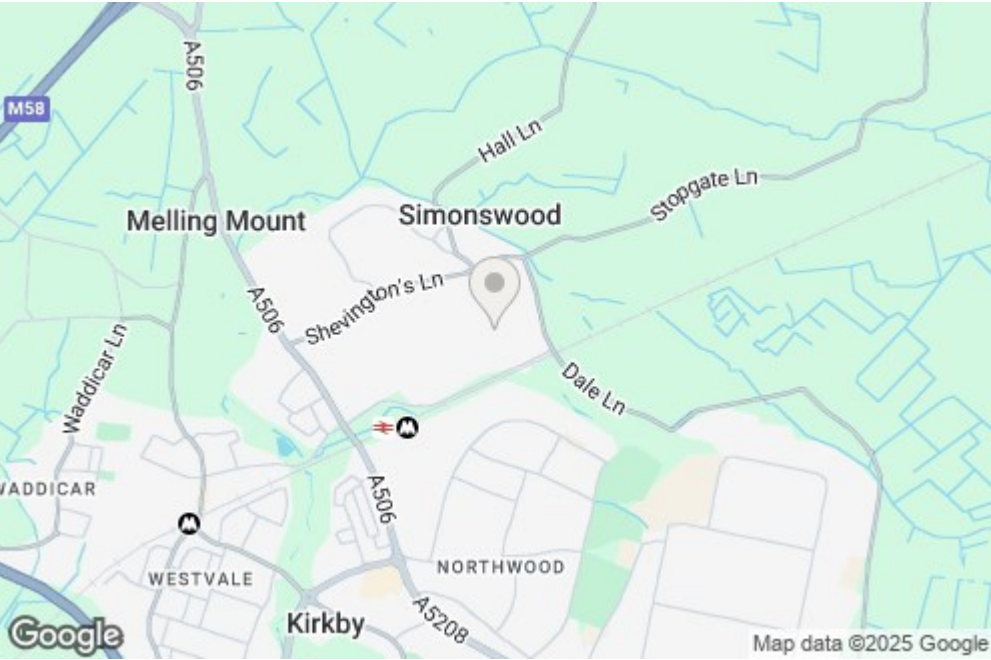 A506
M58
Hall Ln
Stopgate Ln
Melling Mount
Simonswood
Shevington's Ln
A506
Waddicar Ln
Dale Ln
WADDICAR
A506
NORTHWOOD
WESTVALE
Kirkby
A5208
Google
Map data ©2025 Google